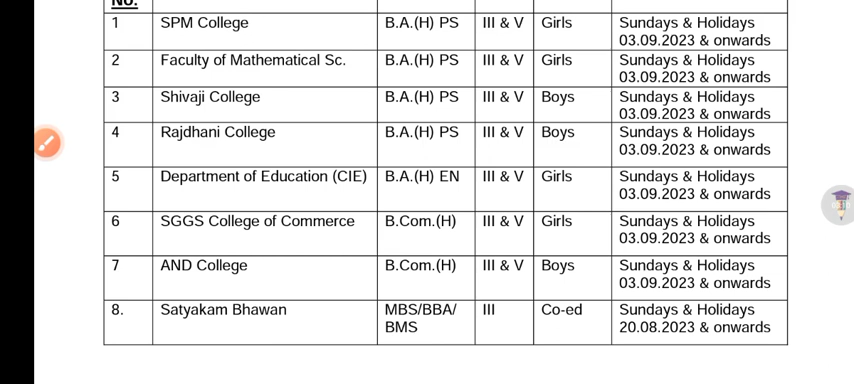 No.
1 SPM College B.A.(H) PS III & V Girls Sundays & Holidays
03.09.2023 & onwards
2 Faculty of Mathematical Sc. B.A.(H) PS III & V Girls Sundays & Holidays
03.09.2023 & onwards
3 Shivaji College B.A.(H) PS III & V Boys Sundays & Holidays
03.09.2023 & onwards
4 Rajdhani College B.A.(H) PS III & V Boys Sundays & Holidays
03.09.2023 & onwards
5 Department of Education (CIE) B.A.(H) EN III & V Girls Sundays & Holidays
03.09.2023 & onwards
6 SGGS College of Commerce B.Com.(H) III & V Girls Sundays & Holidays
03.09.2023 & onwards
7 AND College B.Com.(H) III & V Boys Sundays & Holidays
03.09.2023 & onwards
8. Satyakam Bhawan MBS/BBA/ III Co-ed Sundays & Holidays
BMS 20.08.2023 & onwards